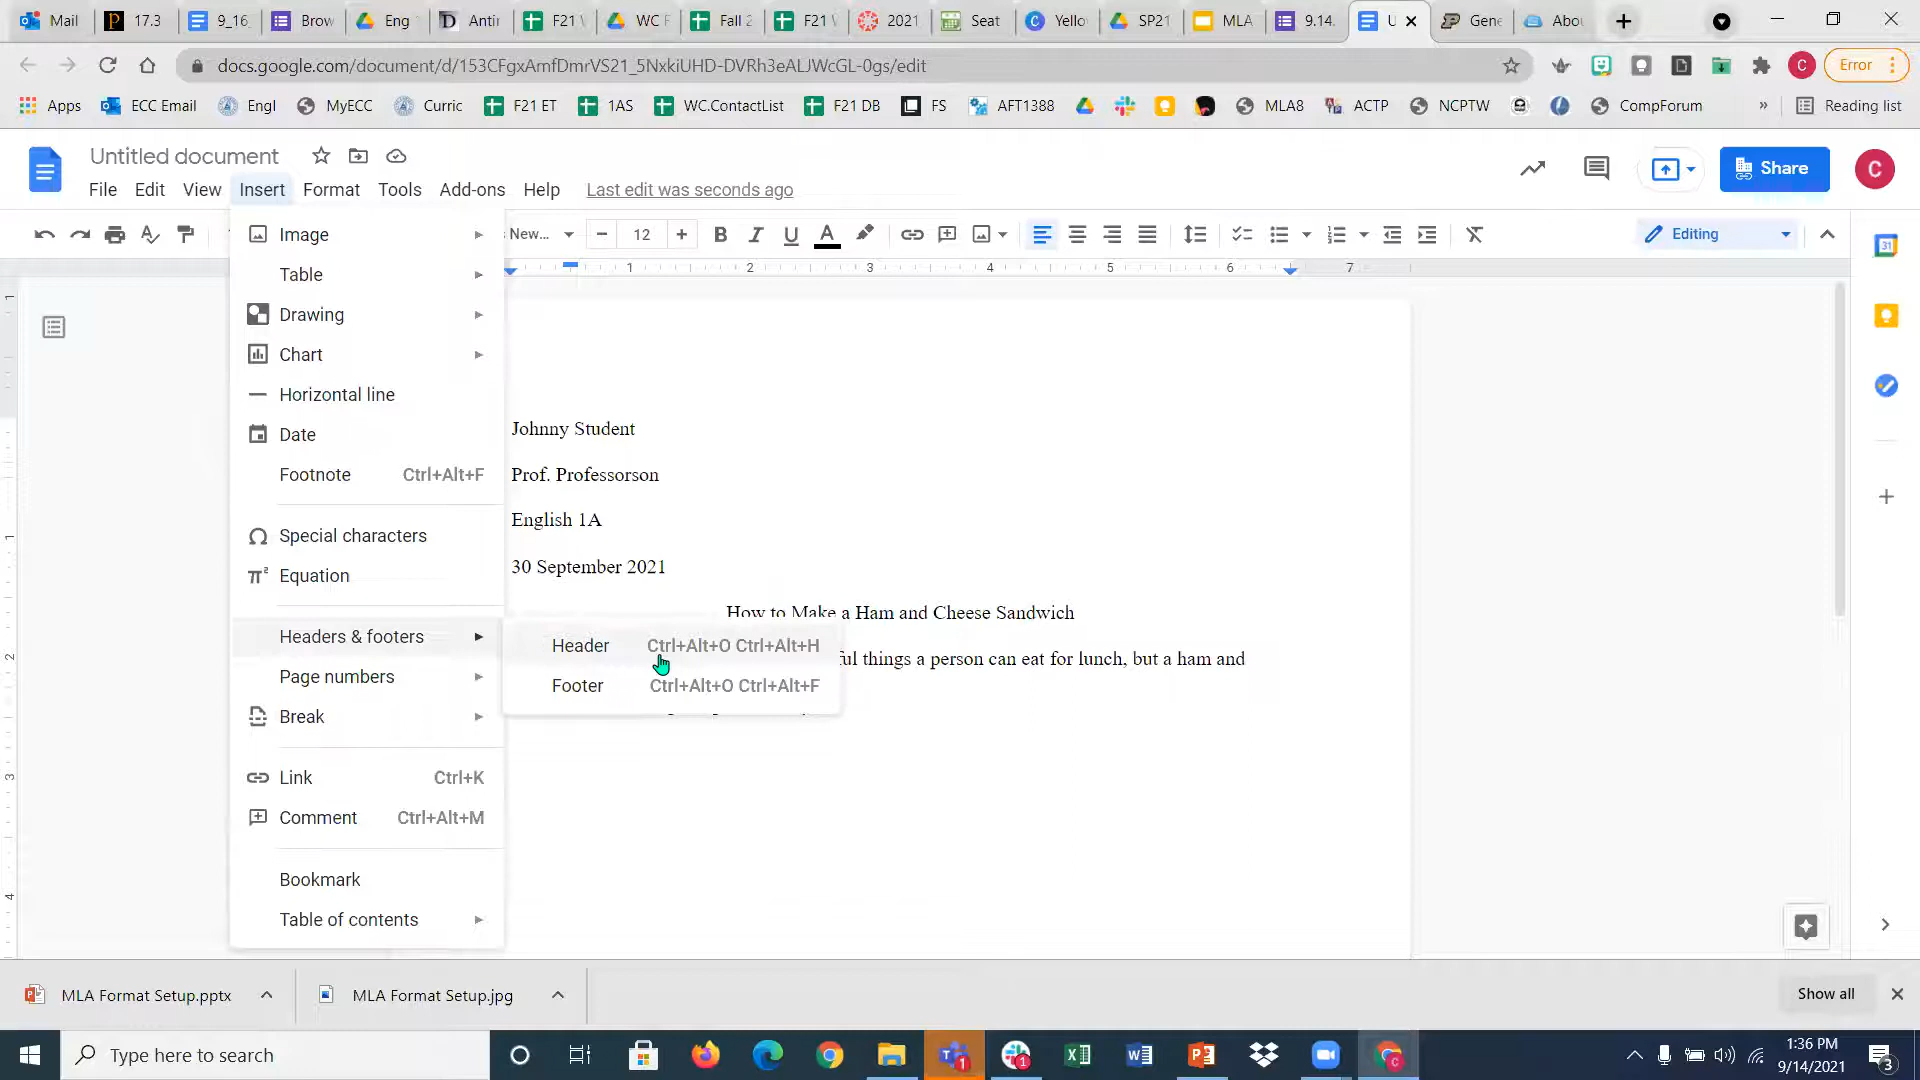 Mail
17.3
9_16
Brow
Eng
Antir
F21 V
WC F
Fall 2
F21 V
2021
Seat
Yello
SP21
MLA
9.14.
U
Gene
Abou
docs.google.com/document/d/153CFgxAmfDmrVS21_5NxkiUHD-DVRh3eALJWcGL-0gs/edit
C
Error
Apps
ECC Email
Engl
MyECC
Curric
F21 ET
1AS
WC.ContactList
F21 DB
FS
AFT1388
MLA8
ACTP
NCPTW
CompForum
»
Reading list
Untitled document
File Edit View Insert Format Tools Add-ons Help Last edit was seconds ago
Share
C
New...
12
B I U A
Editing
1 2 3 4 5 6 7
Image
Table
Drawing
Chart
Horizontal line
Date
Footnote Ctrl+Alt+F
Special characters
Equation
Headers & footers
Page numbers
Break
Link Ctrl+K
Comment Ctrl+Alt+M
Bookmark
Table of contents
Header Ctrl+Alt+O Ctrl+Alt+H
Footer Ctrl+Alt+O Ctrl+Alt+F
Johnny Student
Prof. Professorson
English 1A
30 September 2021
How to Make a Ham and Cheese Sandwich
ful things a person can eat for lunch, but a ham and
MLA Format Setup.pptx
MLA Format Setup.jpg
Show all
Type here to search
1:36 PM
9/14/2021
3